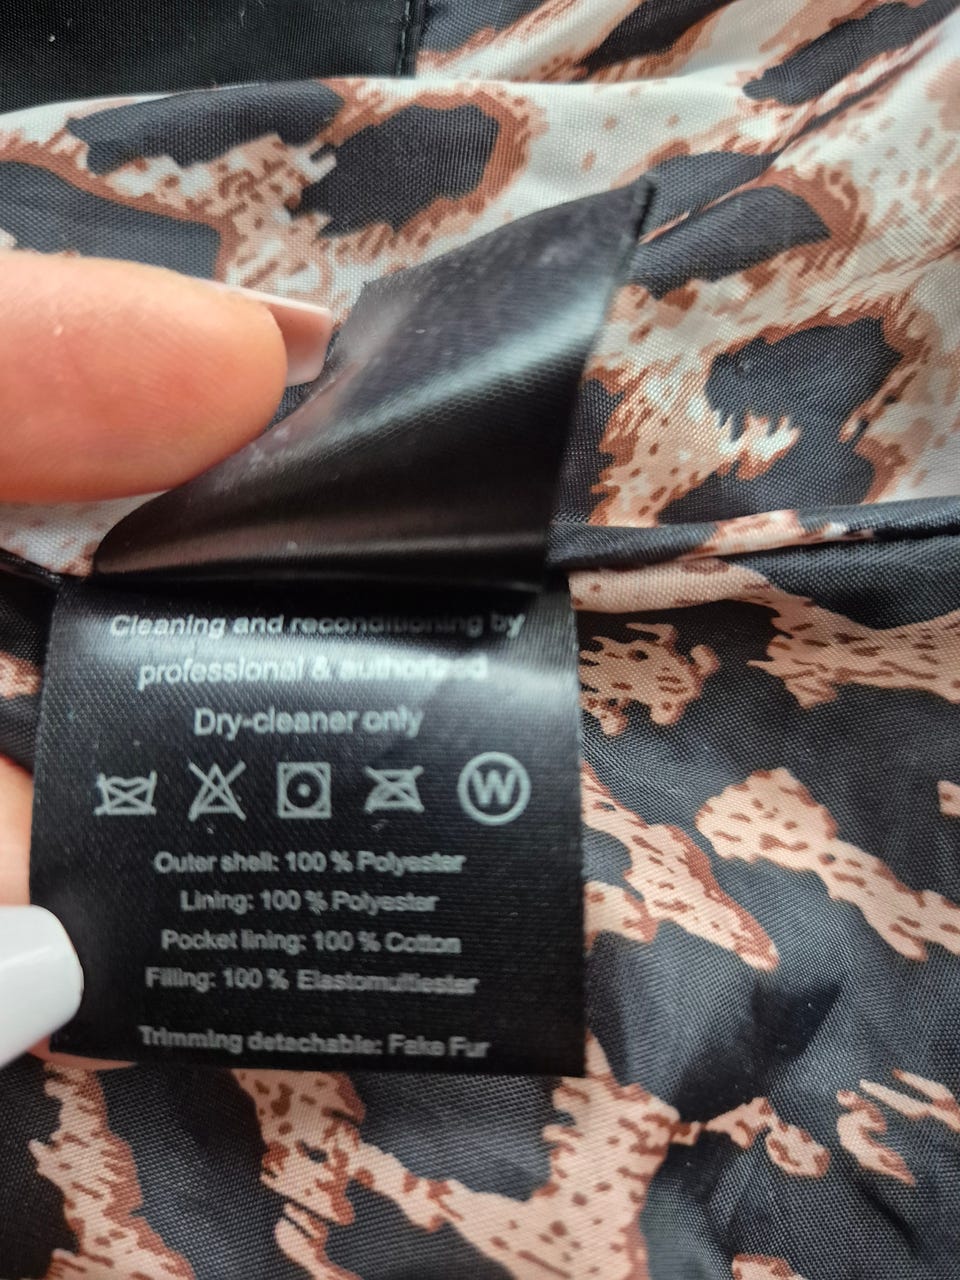 Cleaning and reconditioning by
professional & authorized
Dry-cleaner only
W
Outer shell: 100 % Polyester
Lining: 100 % Polyester
Pocket lining: 100 % Cotton
Filling: 100 % Elastomultiester
Trimming detachable: Fake Fur